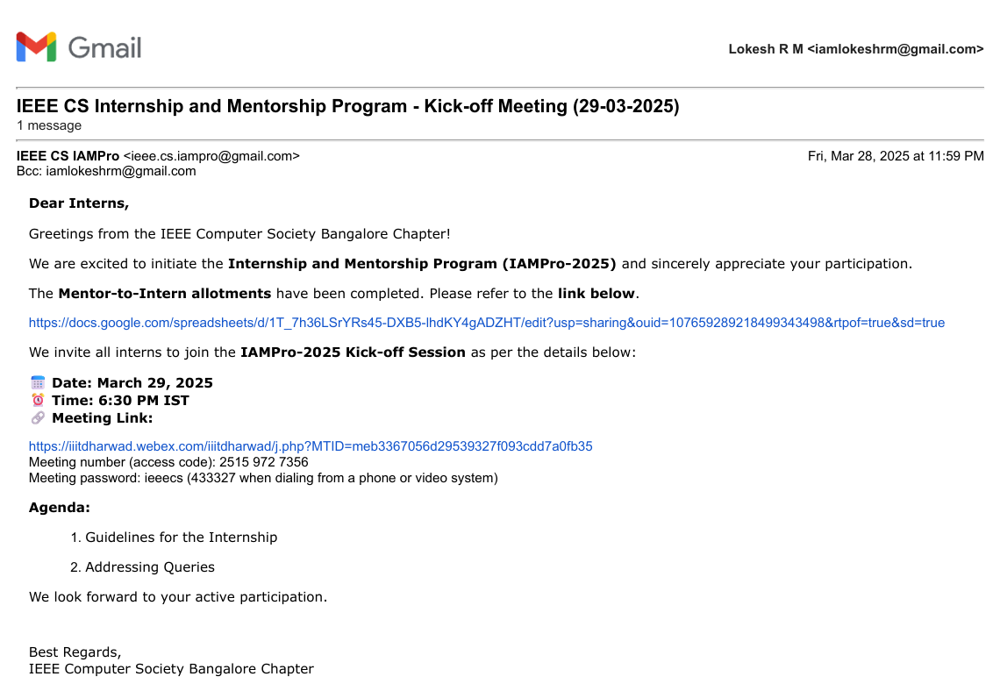 Gmail
Lokesh R M <iamlokeshrm@gmail.com>
IEEE CS Internship and Mentorship Program - Kick-off Meeting (29-03-2025)
1 message
IEEE CS IAMPro <ieee.cs.iampro@gmail.com>
Fri, Mar 28, 2025 at 11:59 PM
Bcc: iamlokeshrm@gmail.com
Dear Interns,
Greetings from the IEEE Computer Society Bangalore Chapter!
We are excited to initiate the Internship and Mentorship Program (IAMPro-2025) and sincerely appreciate your participation.
The Mentor-to-Intern allotments have been completed. Please refer to the link below.
https://docs.google.com/spreadsheets/d/1T_7h36LSrYRs45-DXB5-lhdKY4gADZHT/edit?usp=sharing&ouid=107659289218499343498&rtpof=true&sd=true
We invite all interns to join the IAMPro-2025 Kick-off Session as per the details below:
📅 Date: March 29, 2025
⏰ Time: 6:30 PM IST
🔗 Meeting Link:
https://iiitdharwad.webex.com/iiitdharwad/j.php?MTID=meb3367056d29539327f093cdd7a0fb35
Meeting number (access code): 2515 972 7356
Meeting password: ieeecs (433327 when dialing from a phone or video system)
Agenda:
1. Guidelines for the Internship
2. Addressing Queries
We look forward to your active participation.
Best Regards,
IEEE Computer Society Bangalore Chapter